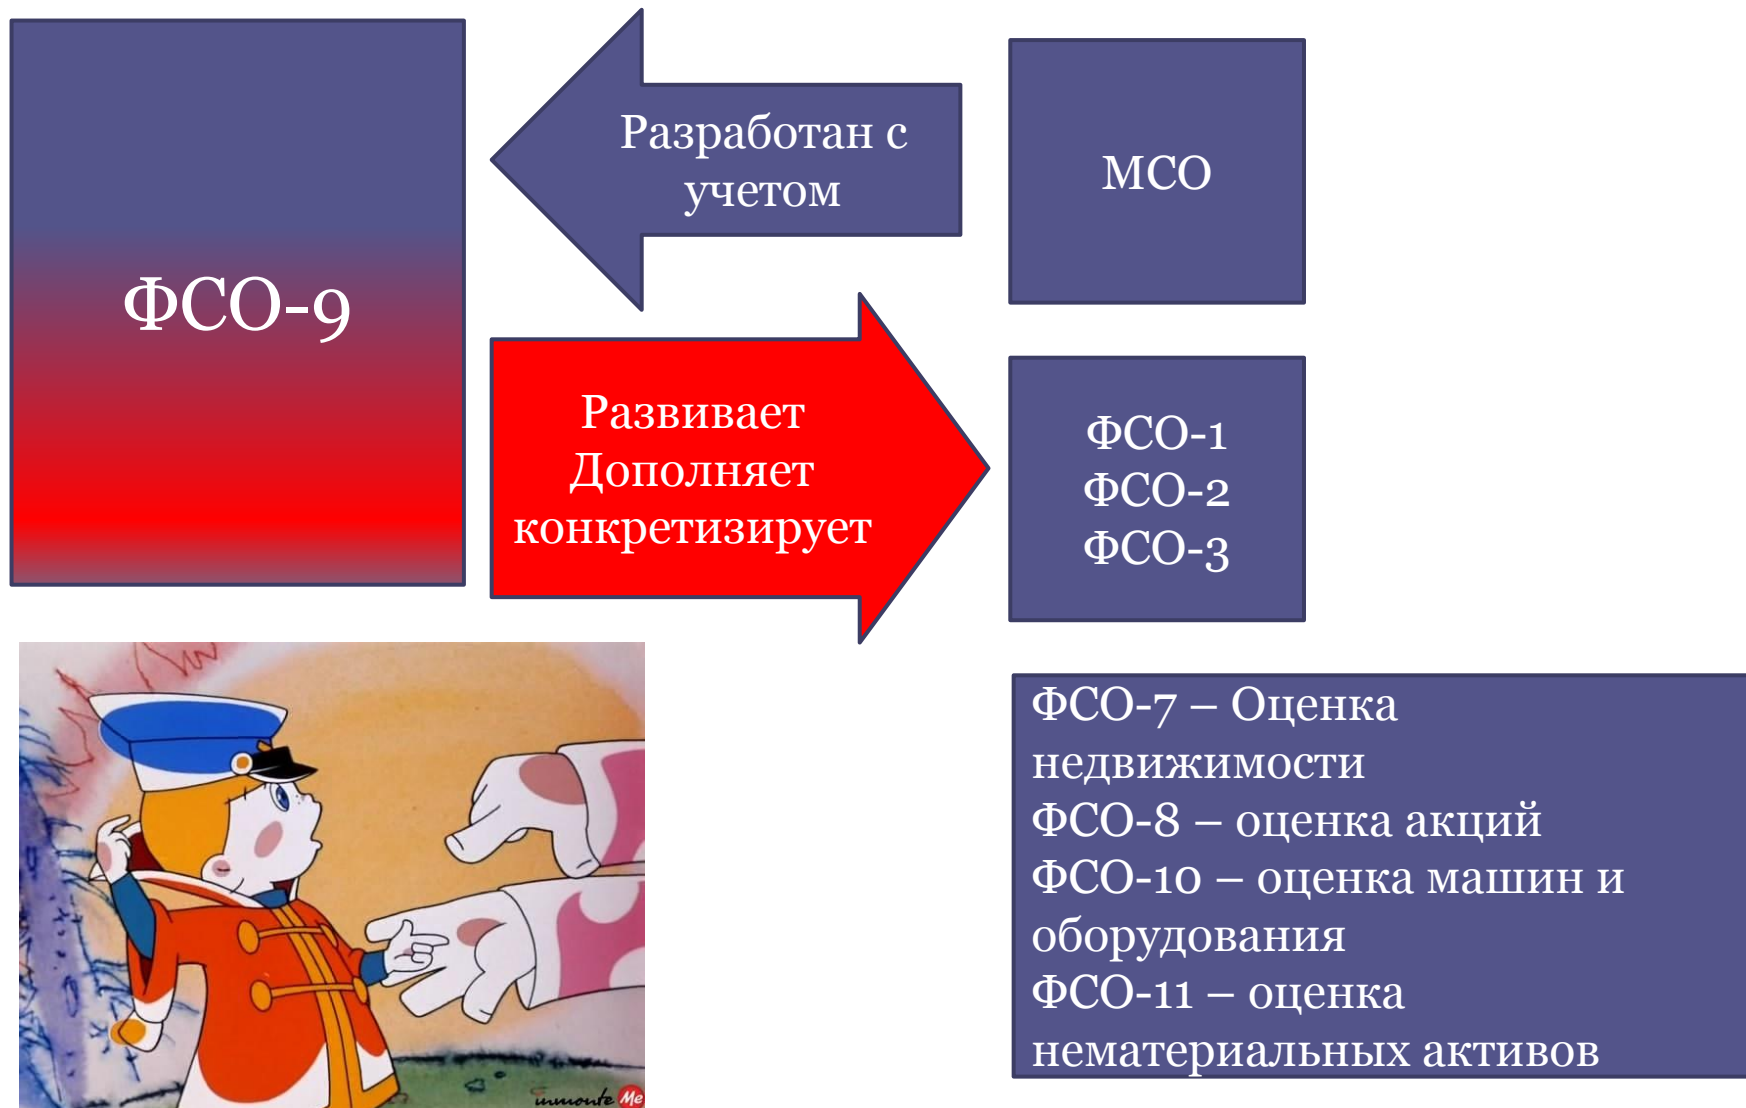 ФСО-9
Разработан с
учетом
МСО
Развивает
Дополняет
конкретизирует
ФСО-1
ФСО-2
ФСО-3
ФСО-7 – Оценка
недвижимости
ФСО-8 – оценка акций
ФСО-10 – оценка машин и
оборудования
ФСО-11 – оценка
нематериальных активов
Me